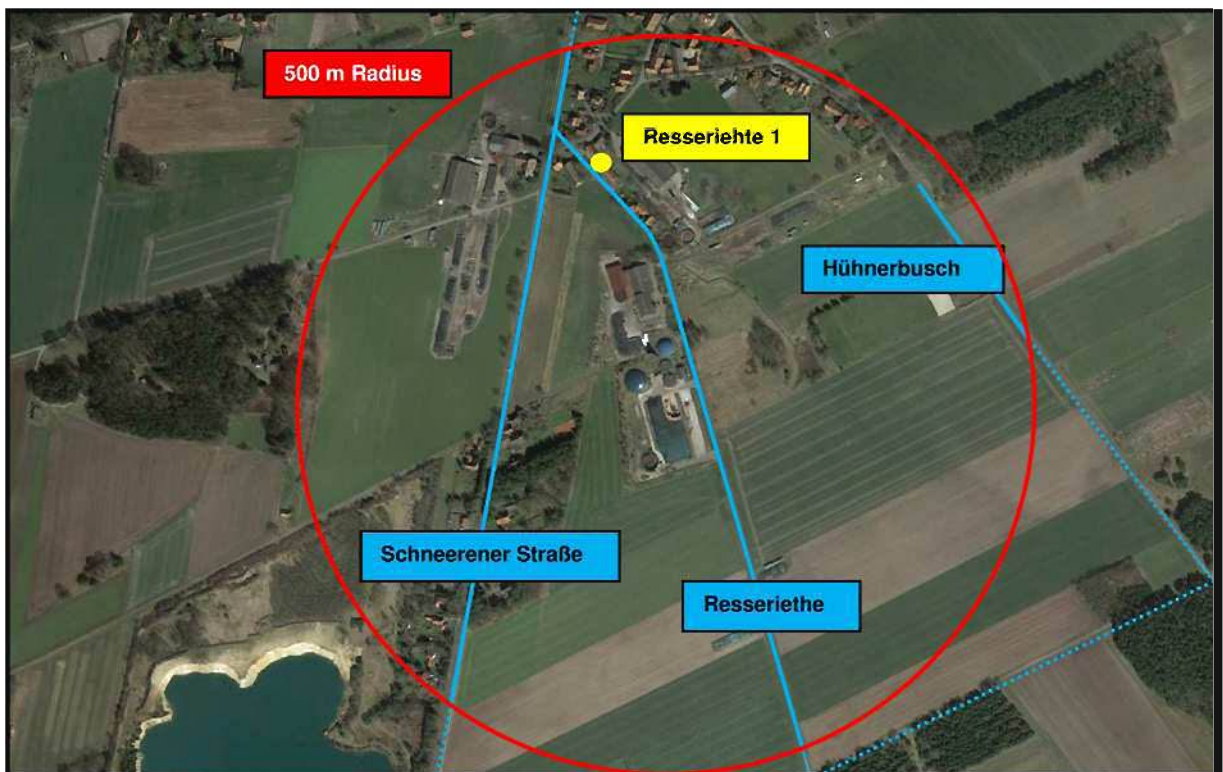 500 m Radius
Resseriehte 1
Hühnerbusch
Schneerener Straße
Resseriethe